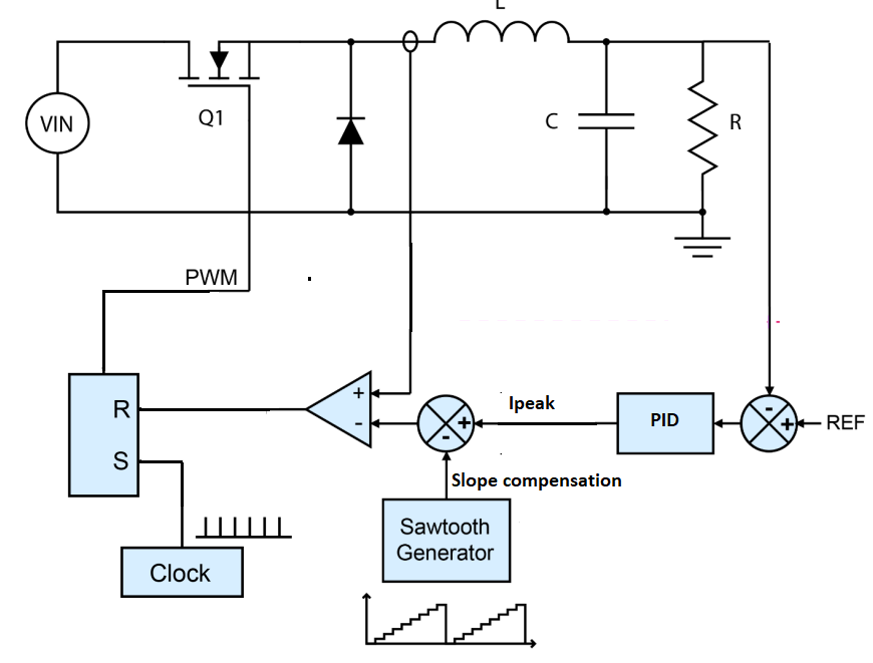 L
VIN
Q1
C
R
PWM
+
-
Ipeak
+
-
PID
-
+
REF
R
S
Slope compensation
Sawtooth
Generator
Clock